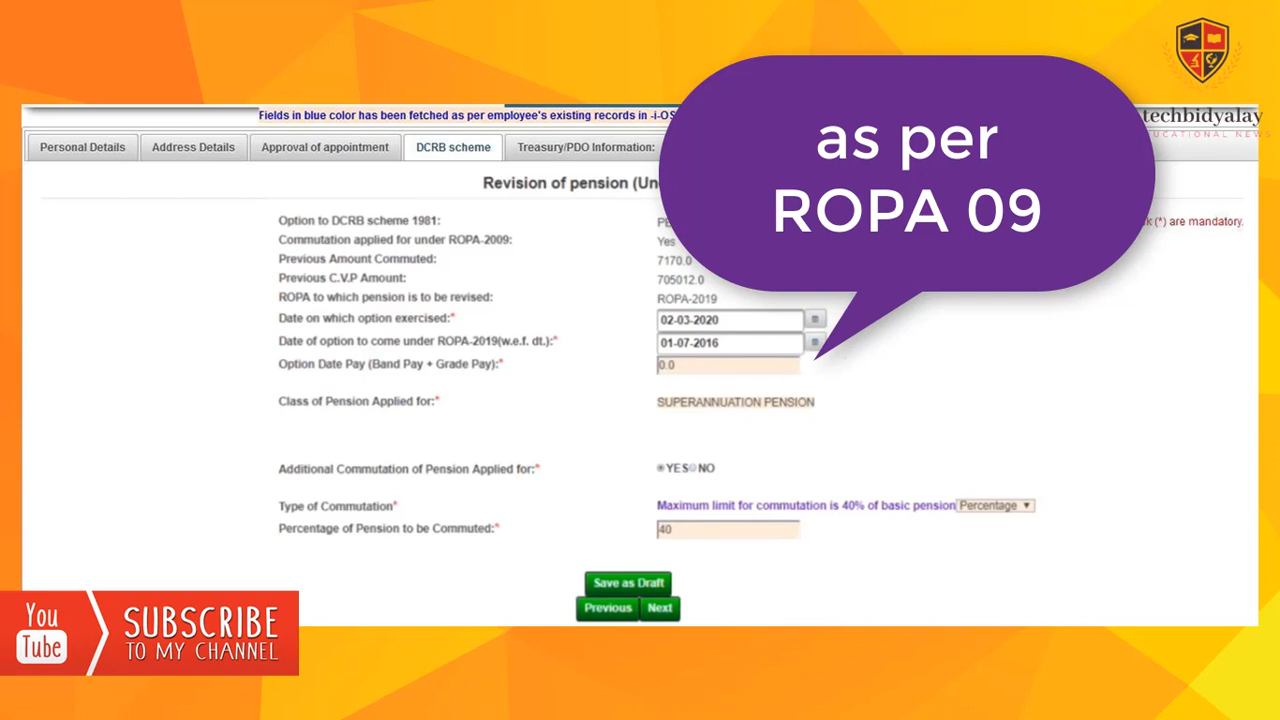 Fields in blue color has been fetched as per employee's existing records in -i-OS
as per
ROPA 09
techbidyalay
UCATIONAL NEWS
Personal Details
Address Details
Approval of appointment
DCRB scheme
Treasury/PDO Information:
Revision of pension (Un
k (*) are mandatory.
Option to DCRB scheme 1981:
Commutation applied for under ROPA-2009: Yes
Previous Amount Commuted: 7170.0
Previous C.V.P Amount: 705012.0
ROPA to which pension is to be revised: ROPA-2019
Date on which option exercised:* 02-03-2020
Date of option to come under ROPA-2019(w.e.f. dt.):* 01-07-2016
Option Date Pay (Band Pay + Grade Pay):* 0.0
Class of Pension Applied for:* SUPERANNUATION PENSION
Additional Commutation of Pension Applied for:* YES NO
Type of Commutation* Maximum limit for commutation is 40% of basic pension Percentage
Percentage of Pension to be Commuted:* 40
Save as Draft
Previous Next
You
Tube
SUBSCRIBE
TO MY CHANNEL